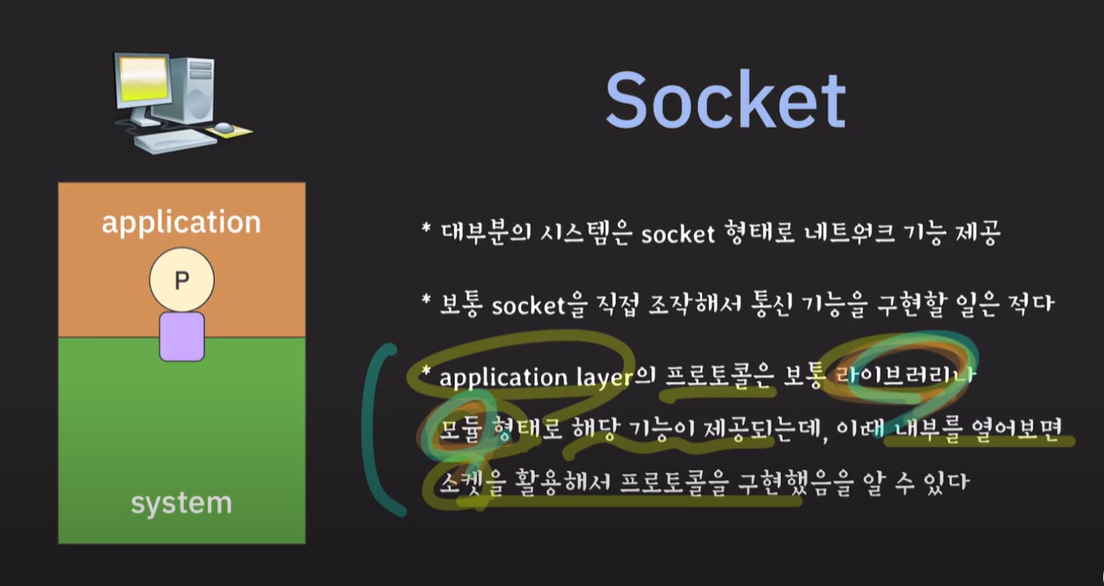 Socket
application
P
system
* 대부분의 시스템은 socket 형태로 네트워크 기능 제공
* 보통 socket을 직접 조작해서 통신 기능을 구현할 일은 적다
* application layer의 프로토콜은 보통 라이브러리나
모듈 형태로 해당 기능이 제공되는데, 이때 내부를 열어보면
소켓을 활용해서 프로토콜을 구현했음을 알 수 있다